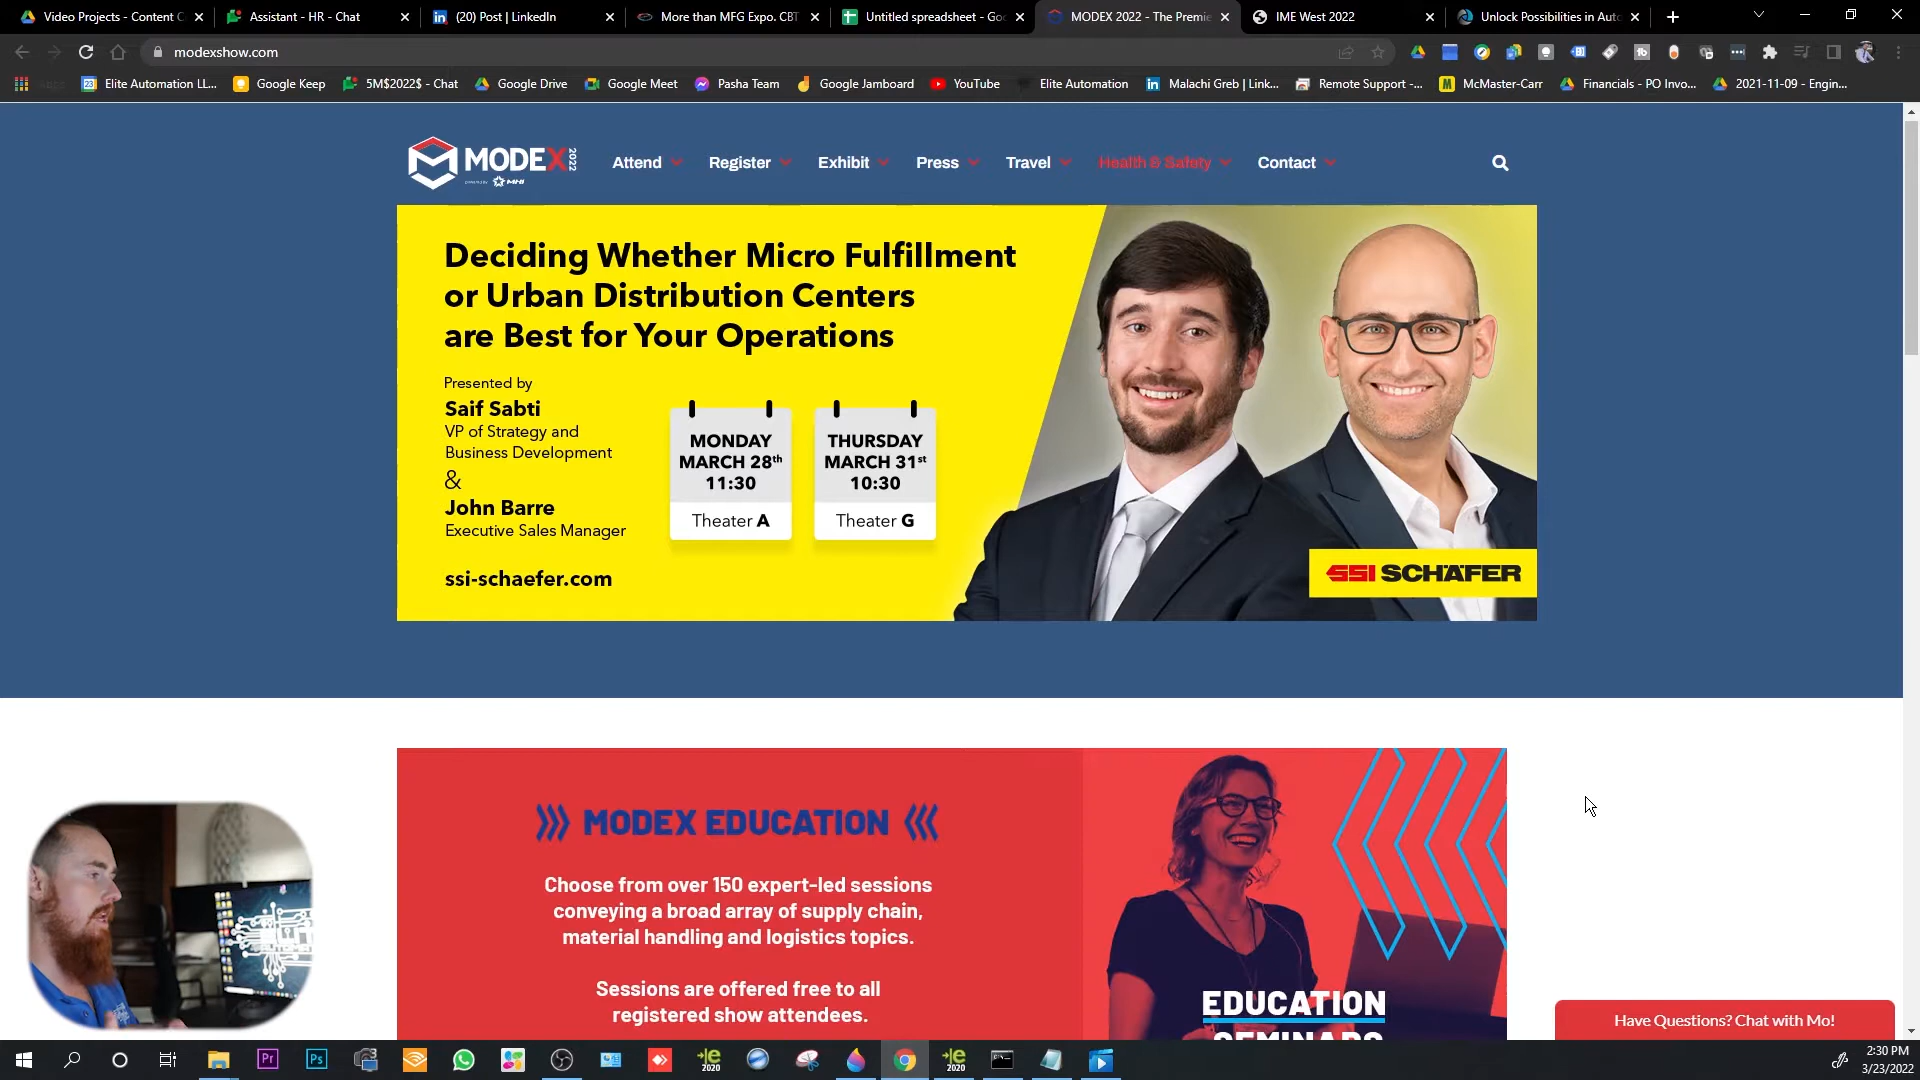 Video Projects - Content C
Assistant - HR - Chat
(20) Post | LinkedIn
More than MFG Expo. CBT
Untitled spreadsheet - Goo
MODEX 2022 - The Premie
IME West 2022
Unlock Possibilities in Auto
modexshow.com
Apps
Elite Automation LL...
Google Keep
5M$2022$ - Chat
Google Drive
Google Meet
Pasha Team
Google Jamboard
YouTube
Elite Automation
Malachi Greb | Link...
Remote Support -...
McMaster-Carr
Financials - PO Invo...
2021-11-09 - Engin...
MODEX 2022
MHI
Attend
Register
Exhibit
Press
Travel
Health & Safety
Contact
Deciding Whether Micro Fulfillment
or Urban Distribution Centers
are Best for Your Operations
Presented by
Saif Sabti
VP of Strategy and
Business Development
&
John Barre
Executive Sales Manager
ssi-schaefer.com
MONDAY
MARCH 28th
11:30
Theater A
THURSDAY
MARCH 31st
10:30
Theater G
SSI SCHÄFER
MODEX EDUCATION
Choose from over 150 expert-led sessions
conveying a broad array of supply chain,
material handling and logistics topics.
Sessions are offered free to all
registered show attendees.
EDUCATION
SEMINARS
Have Questions? Chat with Mo!
Pr
Ps
3
e
2020
e
2020
2:30 PM
3/23/2022